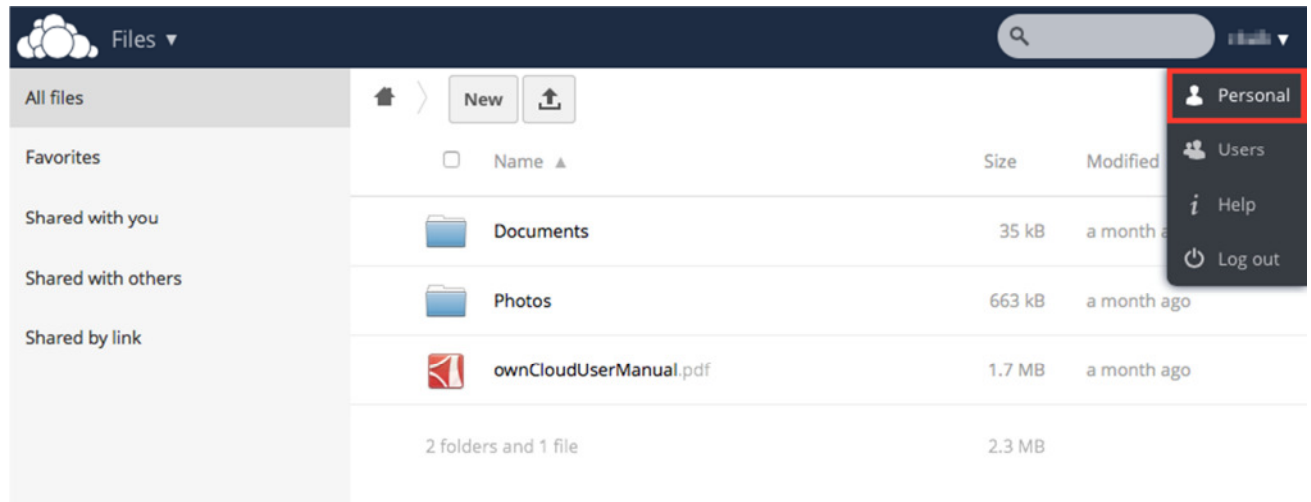 Files ▼
All files
Favorites
Shared with you
Shared with others
Shared by link
New
Name ▲ Size Modified
Documents 35 kB a month
Photos 663 kB a month ago
ownCloudUserManual.pdf 1.7 MB a month ago
2 folders and 1 file 2.3 MB
Personal
Users
Help
Log out